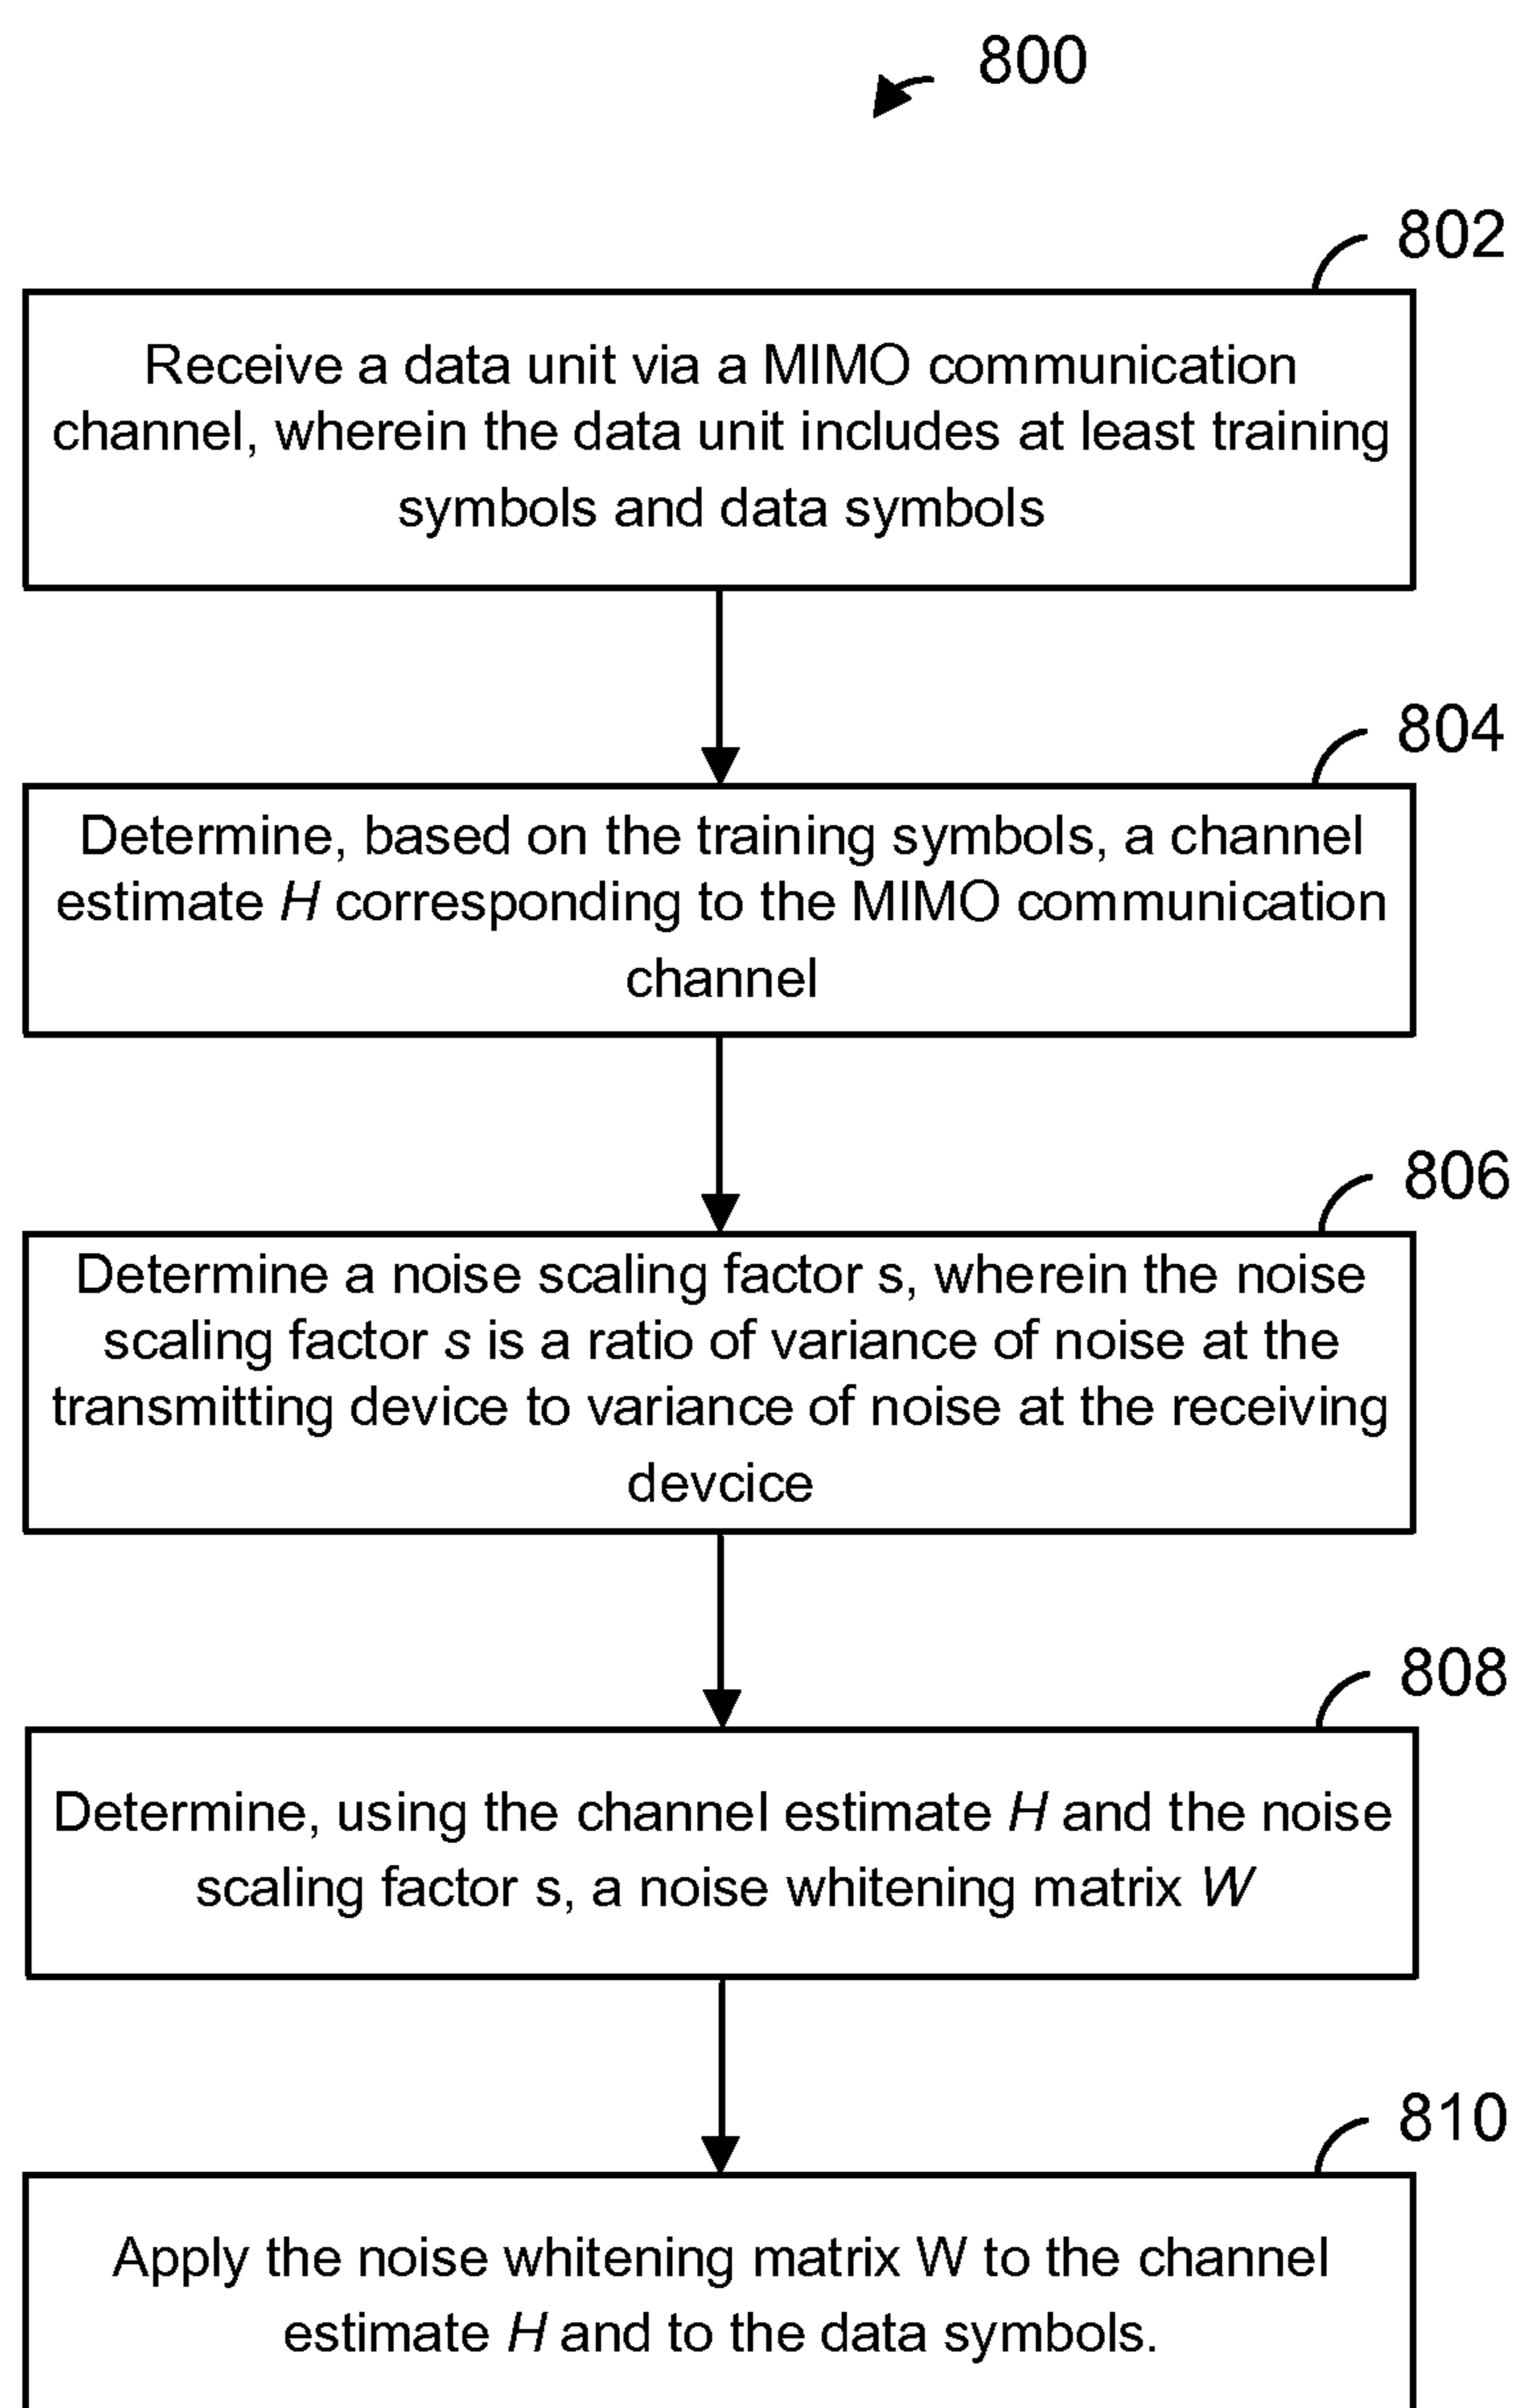 800
802
Receive a data unit via a MIMO communication
channel, wherein the data unit includes at least training
symbols and data symbols
804
Determine, based on the training symbols, a channel
estimate H corresponding to the MIMO communication
channel
806
Determine a noise scaling factor s, wherein the noise
scaling factor s is a ratio of variance of noise at the
transmitting device to variance of noise at the receiving
devcice
808
Determine, using the channel estimate H and the noise
scaling factor s, a noise whitening matrix W
810
Apply the noise whitening matrix W to the channel
estimate H and to the data symbols.